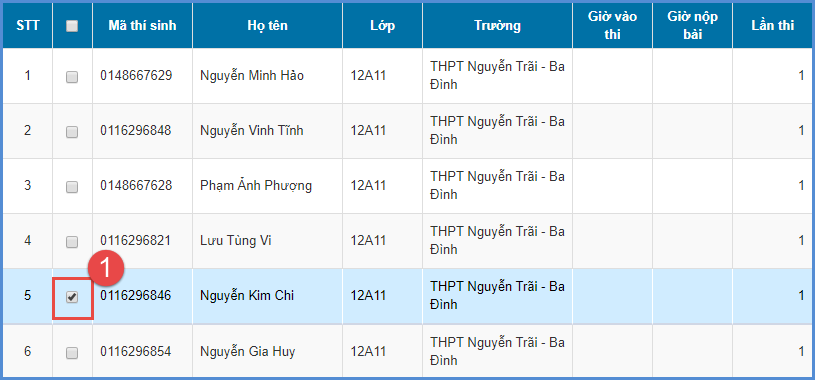 STT Mã thí sinh Họ tên Lớp Trường Giờ vào thi Giờ nộp bài Lần thi
1 0148667629 Nguyễn Minh Hảo 12A11 THPT Nguyễn Trãi - Ba Đình 1
2 0116296848 Nguyễn Vinh Tĩnh 12A11 THPT Nguyễn Trãi - Ba Đình 1
3 0148667628 Phạm Ảnh Phượng 12A11 THPT Nguyễn Trãi - Ba Đình 1
4 0116296821 Lưu Tùng Vi 12A11 THPT Nguyễn Trãi - Ba Đình 1
1
5 0116296846 Nguyễn Kim Chi 12A11 THPT Nguyễn Trãi - Ba Đình 1
6 0116296854 Nguyễn Gia Huy 12A11 THPT Nguyễn Trãi - Ba Đình 1